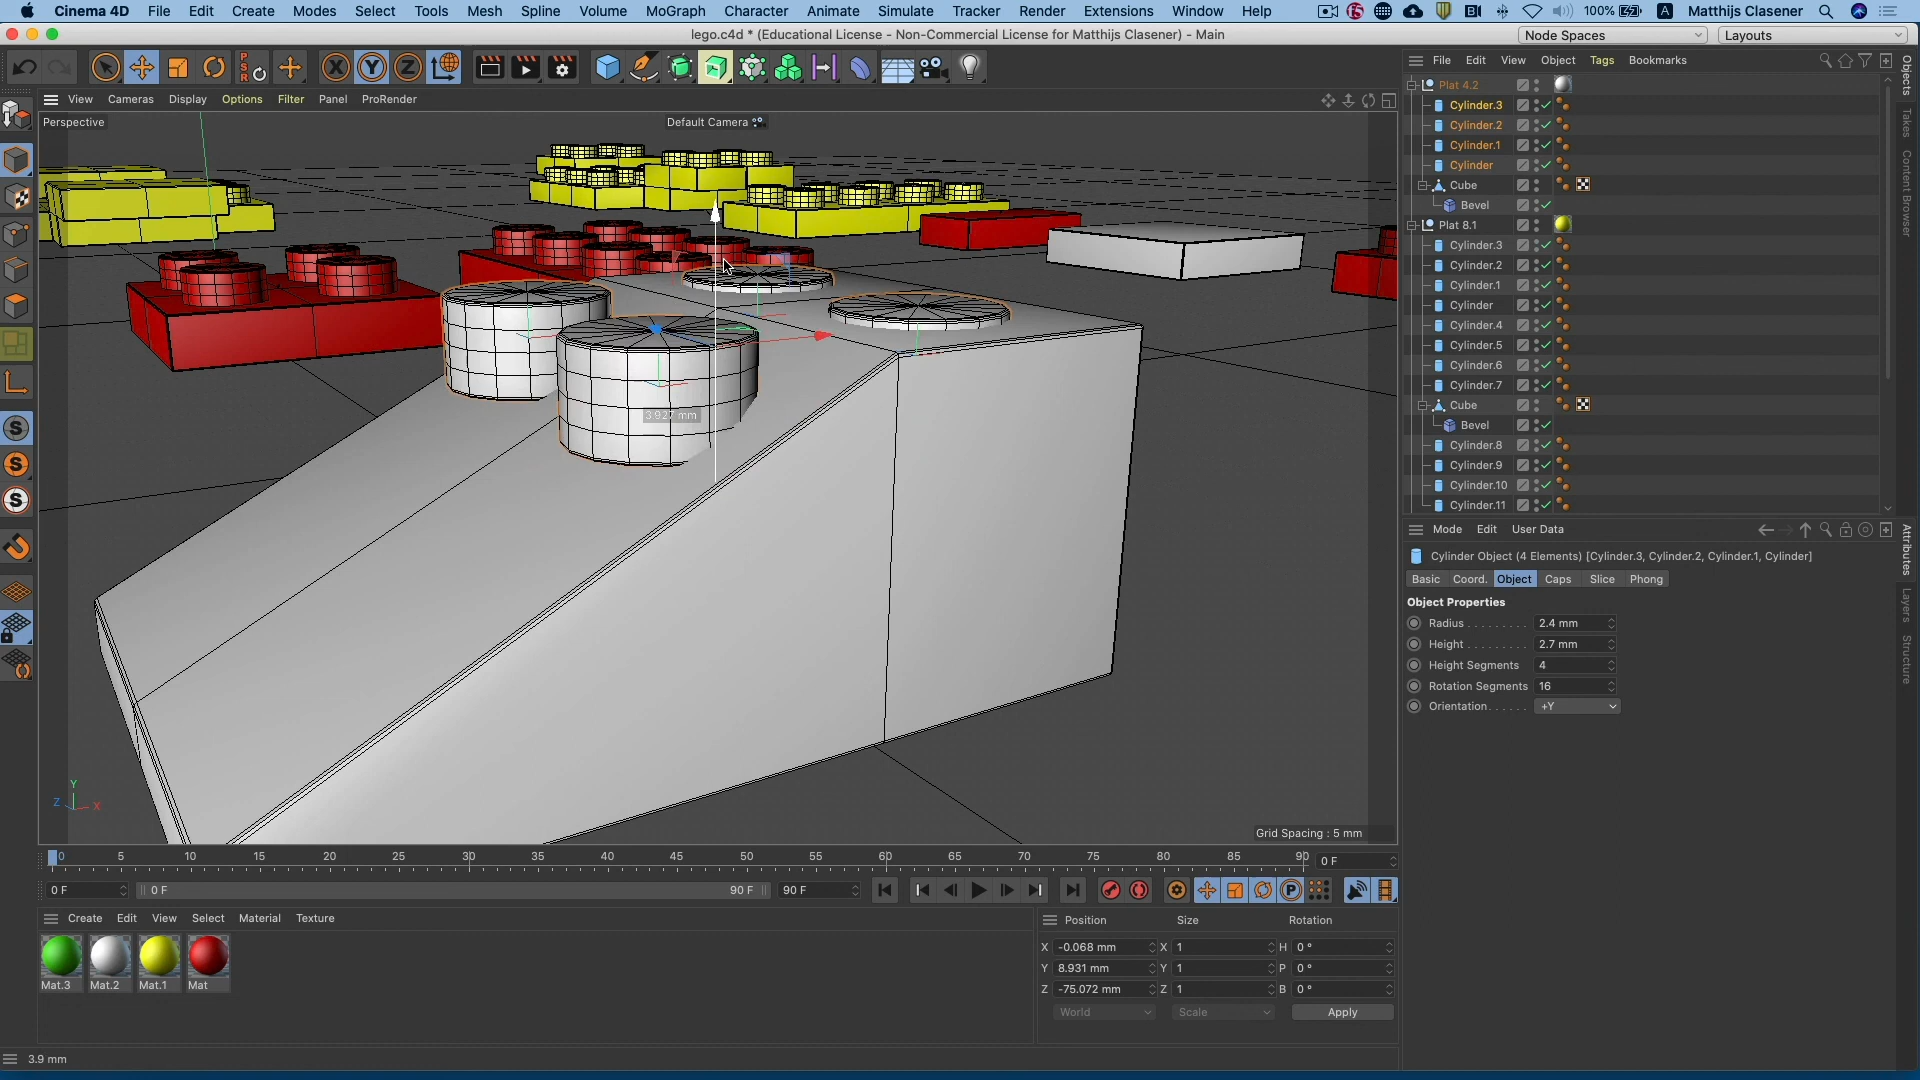 Cinema 4D File Edit Create Modes Select Tools Mesh Spline Volume MoGraph Character Animate Simulate Tracker Render Extensions Window Help 100% A Matthijs Clasener
lego.c4d * (Educational License - Non-Commercial License for Matthijs Clasener) - Main
Node Spaces Layouts
View Cameras Display Options Filter Panel ProRender
Perspective
Default Camera
3.927 mm
Y
Z X
Grid Spacing : 5 mm
File Edit View Object Tags Bookmarks
Plat 4.2
Cylinder.3
Cylinder.2
Cylinder.1
Cylinder
Cube
Bevel
Plat 8.1
Cylinder.3
Cylinder.2
Cylinder.1
Cylinder
Cylinder.4
Cylinder.5
Cylinder.6
Cylinder.7
Cube
Bevel
Cylinder.8
Cylinder.9
Cylinder.10
Cylinder.11
Objects
Takes
Content Browser
Mode Edit User Data
Cylinder Object (4 Elements) [Cylinder.3, Cylinder.2, Cylinder.1, Cylinder]
Basic Coord. Object Caps Slice Phong
Object Properties
Radius . . . . . . . . . 2.4 mm
Height . . . . . . . . . 2.7 mm
Height Segments 4
Rotation Segments 16
Orientation. . . . . . +Y
Attributes
Layers
Structure
0 5 10 15 20 25 30 35 40 45 50 55 60 65 70 75 80 85 90 0 F
0 F 0 F 90 F 90 F
Create Edit View Select Material Texture
Mat.3 Mat.2 Mat.1 Mat
Position Size Rotation
X -0.068 mm X 1 H 0 °
Y 8.931 mm Y 1 P 0 °
Z -75.072 mm Z 1 B 0 °
World Scale Apply
3.9 mm